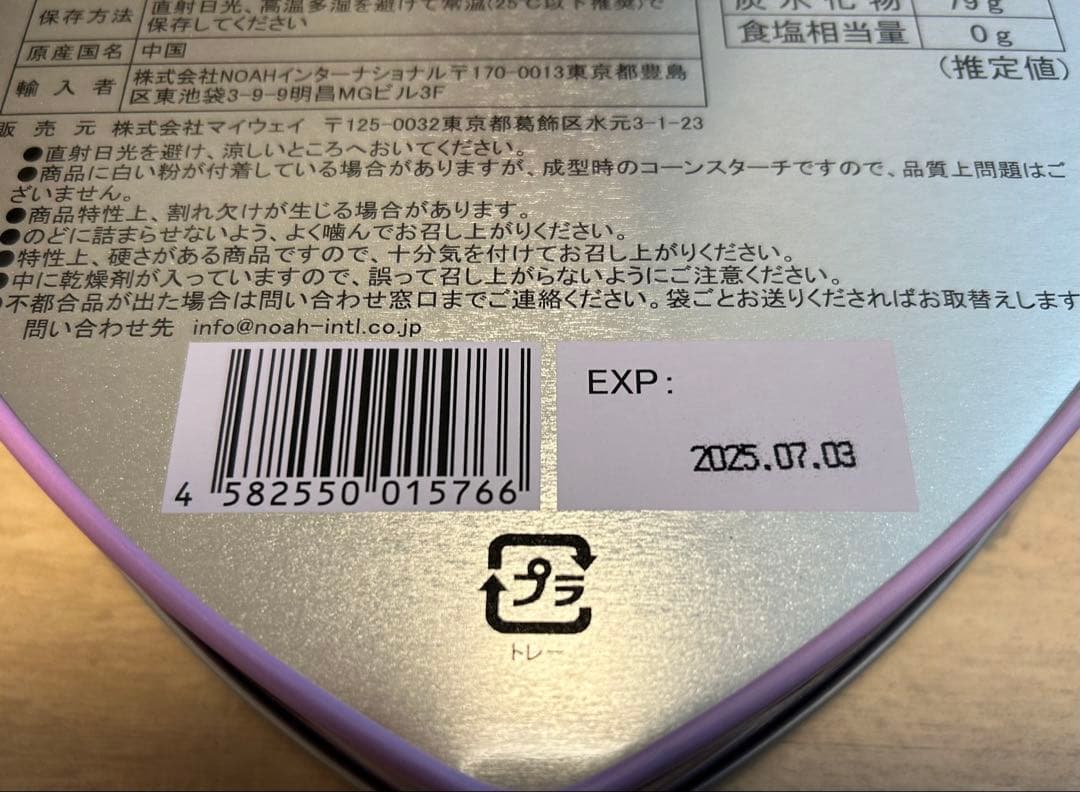 保存方法 直射日光、高温多湿を避けて常温(25℃以下推奨)で
保存してください
原産国名 中国
輸入者 株式会社NOAHインターナショナル〒170-0013東京都豊島
区東池袋3-9-9明昌MGビル3F
炭水化物 79g
食塩相当量 0g
(推定値)
販売元 株式会社マイウェイ 〒125-0032東京都葛飾区水元3-1-23
●直射日光を避け、涼しいところへおいてください。
●商品に白い粉が付着している場合がありますが、成型時のコーンスターチですので、品質上問題はご
ざいません。
●商品特性上、割れ欠けが生じる場合があります。
●のどに詰まらせないよう、よく噛んでお召し上がりください。
●特性上、硬さがある商品ですので、十分気を付けてお召し上がりください。
●中に乾燥剤が入っていますので、誤って召し上がらないようにご注意ください。
●不都合品が出た場合は問い合わせ窓口までご連絡ください。袋ごとお送りくださればお取替えします
問い合わせ先 info@noah-intl.co.jp
4 582550 015766
EXP:
2025.07.03
プラ
トレー